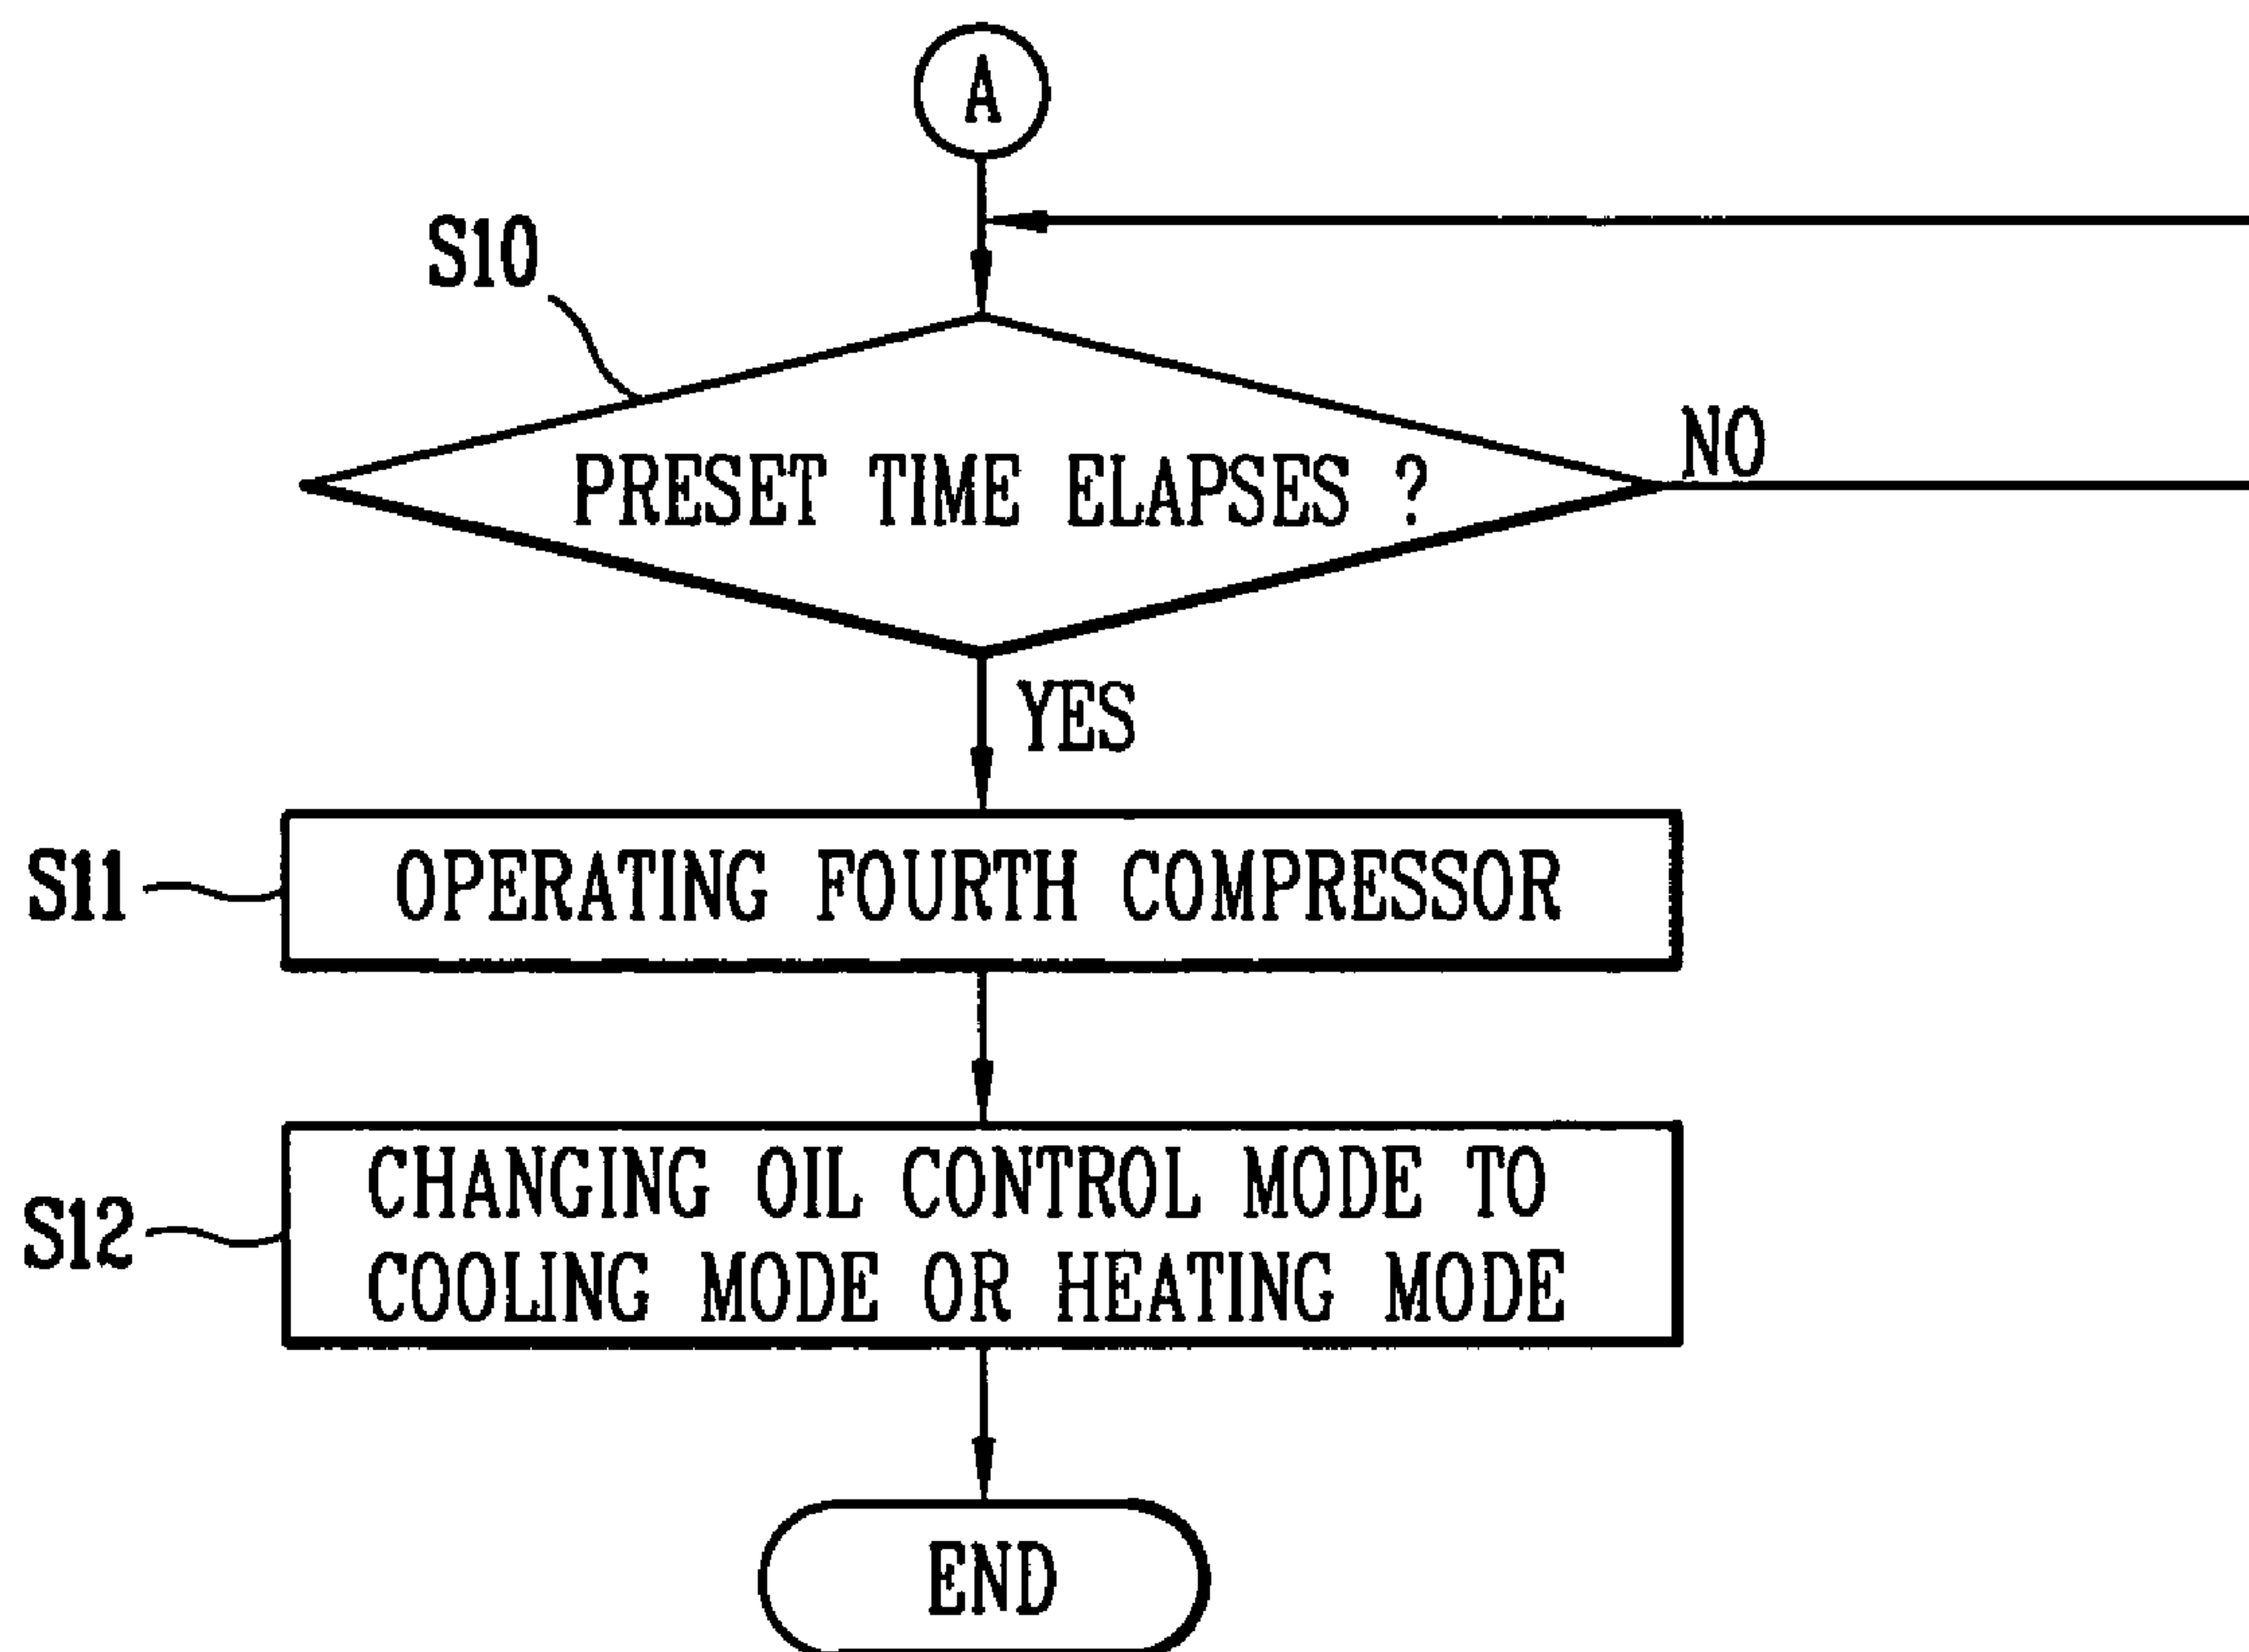 A
S10
PRESET TIME ELAPSES ?
NO
YES
S11
OPERATING FOURTH COMPRESSOR
S12
CHANGING OIL CONTROL MODE TO
COOLING MODE OR HEATING MODE
END